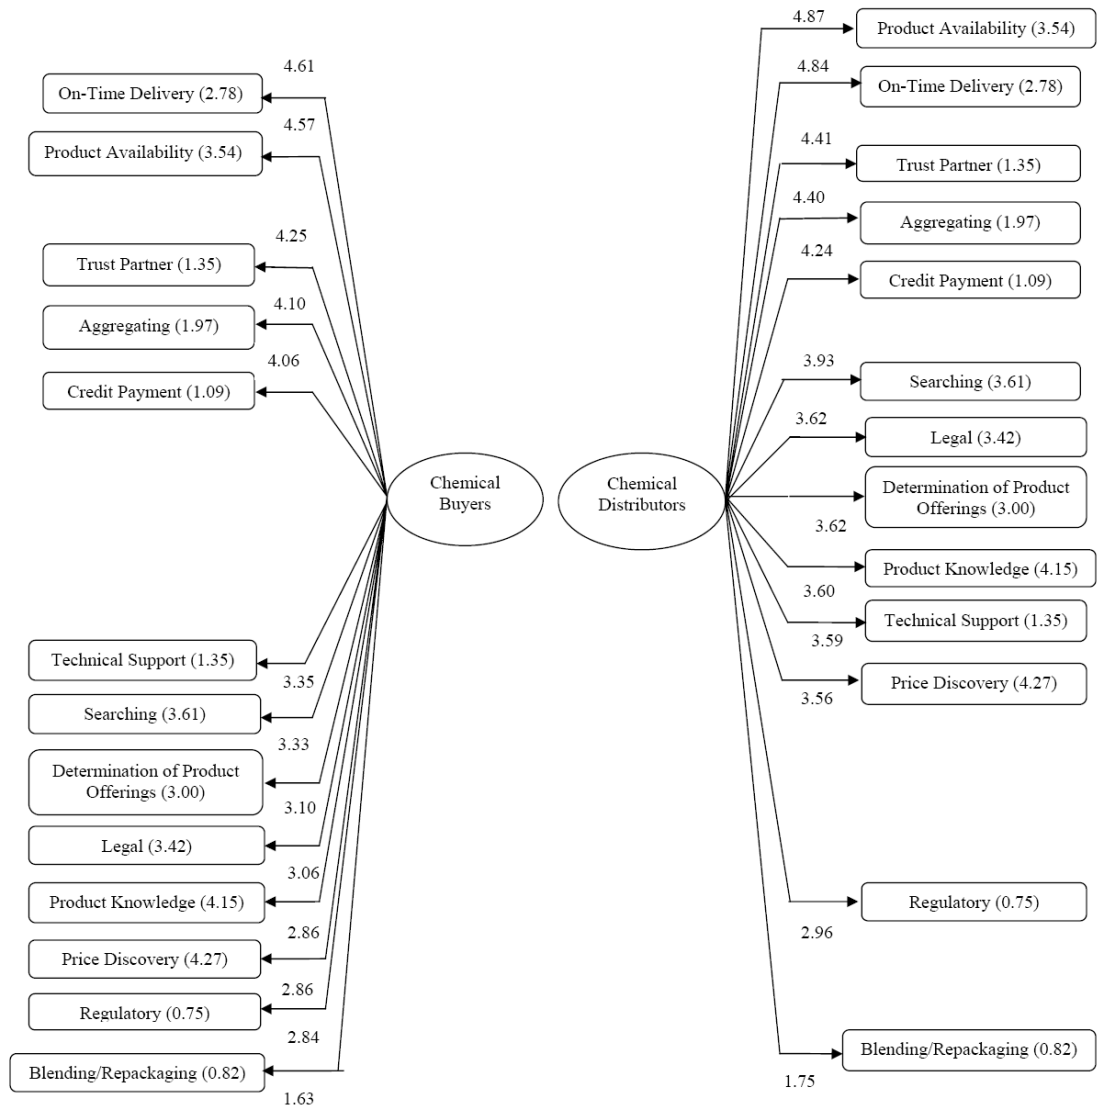 4.61
On-Time Delivery (2.78)
4.57
Product Availability (3.54)
4.25
Trust Partner (1.35)
4.10
Aggregating (1.97)
4.06
Credit Payment (1.09)
Chemical
Buyers
Technical Support (1.35)
3.35
Searching (3.61)
3.33
Determination of Product
Offerings (3.00)
3.10
Legal (3.42)
3.06
Product Knowledge (4.15)
2.86
Price Discovery (4.27)
2.86
Regulatory (0.75)
2.84
Blending/Repackaging (0.82)
1.63
4.87
Product Availability (3.54)
4.84
On-Time Delivery (2.78)
4.41
Trust Partner (1.35)
4.40
Aggregating (1.97)
4.24
Credit Payment (1.09)
3.93
Searching (3.61)
3.62
Legal (3.42)
Chemical
Distributors
Determination of Product
Offerings (3.00)
3.62
Product Knowledge (4.15)
3.60
Technical Support (1.35)
3.59
Price Discovery (4.27)
3.56
Regulatory (0.75)
2.96
Blending/Repackaging (0.82)
1.75